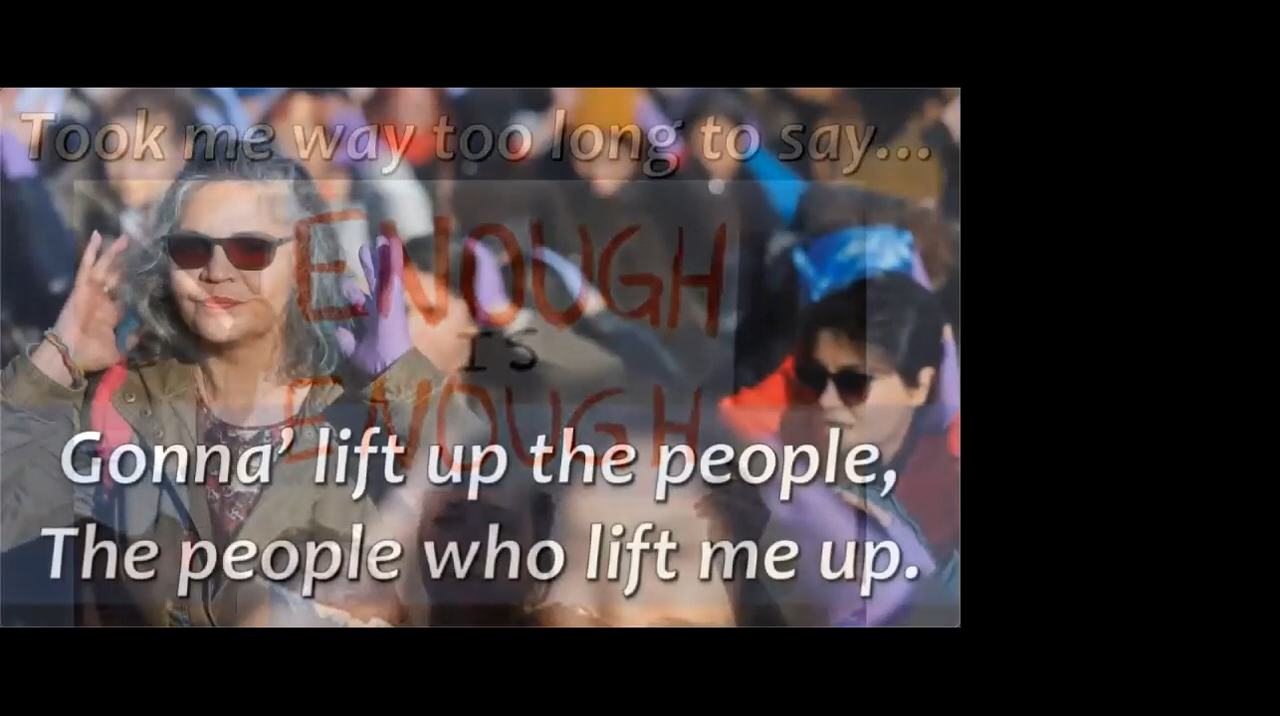 Took me way too long to say...
ENOUGH
IS
ENOUGH
Gonna' lift up the people,
The people who lift me up.